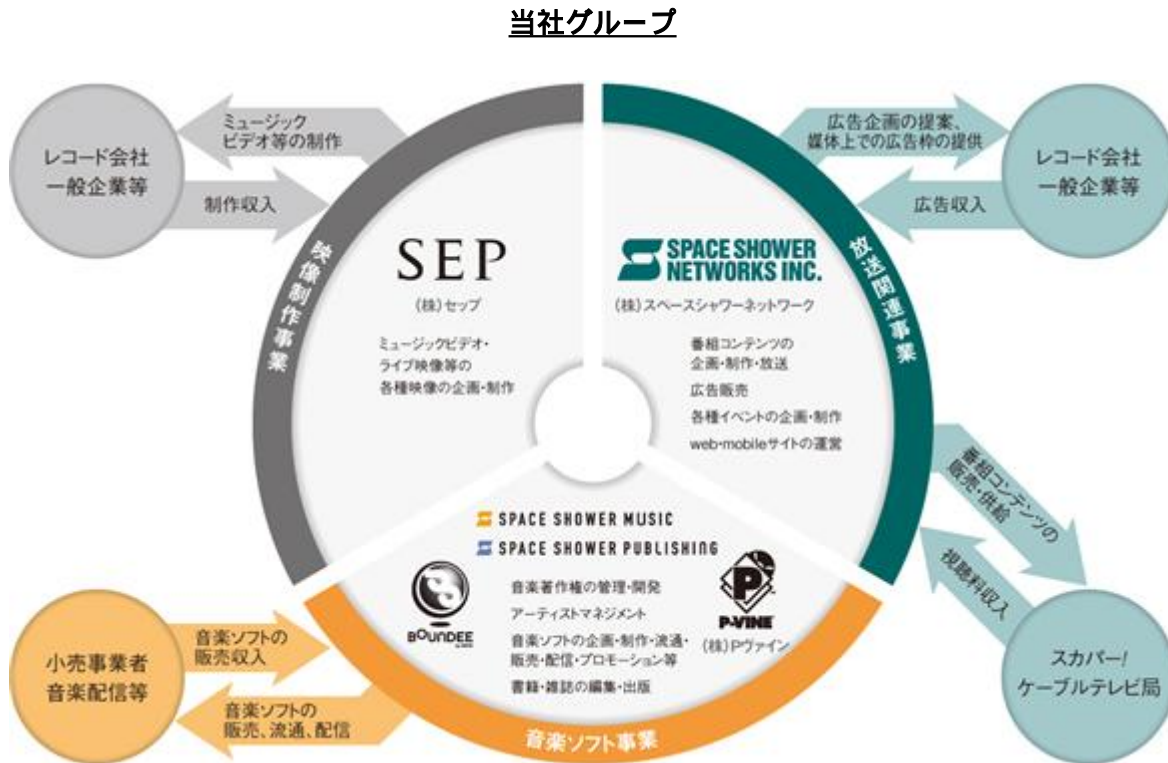 当社グループ
レコード会社
一般企業等
ミュージック
ビデオ等の制作
制作収入
映像制作事業
SEP
(株)セップ
ミュージックビデオ・
ライブ映像等の
各種映像の企画・制作
SPACE SHOWER
NETWORKS INC.
(株)スペースシャワーネットワーク
番組コンテンツの
企画・制作・放送
広告販売
各種イベントの企画・制作
web・mobileサイトの運営
放送関連事業
広告企画の提案、
媒体上での広告枠の提供
広告収入
レコード会社
一般企業等
番組コンテンツの
販売・供給
視聴料収入
スカパー!
ケーブルテレビ局
SPACE SHOWER MUSIC
SPACE SHOWER PUBLISHING
BOUNDEE
音楽著作権の管理・開発
アーティストマネジメント
音楽ソフトの企画・制作・流通・
販売・配信・プロモーション等
書籍・雑誌の編集・出版
P
P-VINE
(株)Pヴァイン
音楽ソフト事業
小売事業者
音楽配信等
音楽ソフトの
販売収入
音楽ソフトの
販売、流通、配信